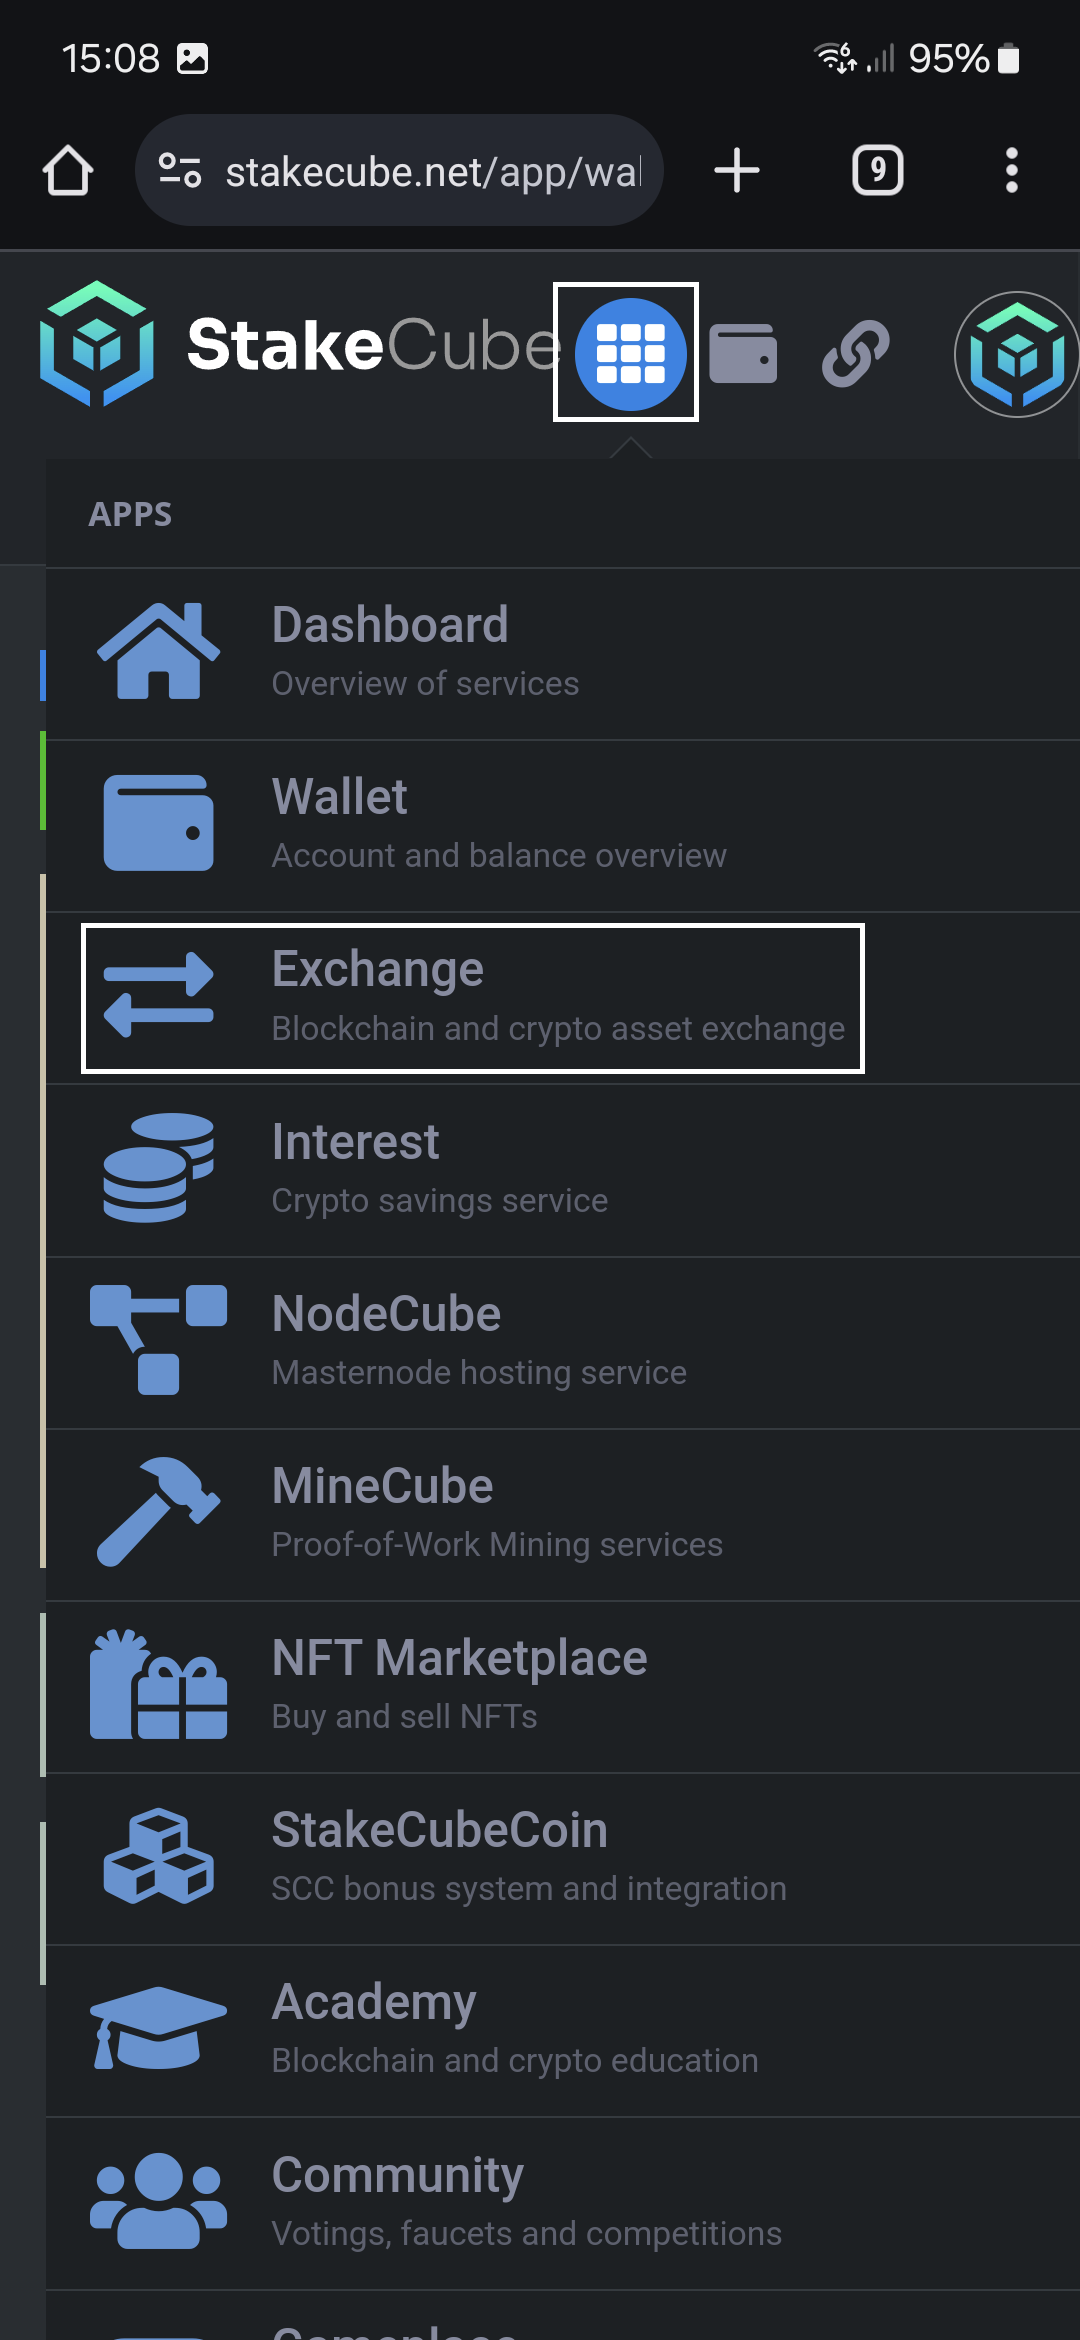 15:08
6
95%
stakecube.net/app/wal
9
StakeCube
APPS
Dashboard
Overview of services
Wallet
Account and balance overview
Exchange
Blockchain and crypto asset exchange
Interest
Crypto savings service
NodeCube
Masternode hosting service
MineCube
Proof-of-Work Mining services
NFT Marketplace
Buy and sell NFTs
StakeCubeCoin
SCC bonus system and integration
Academy
Blockchain and crypto education
Community
Votings, faucets and competitions